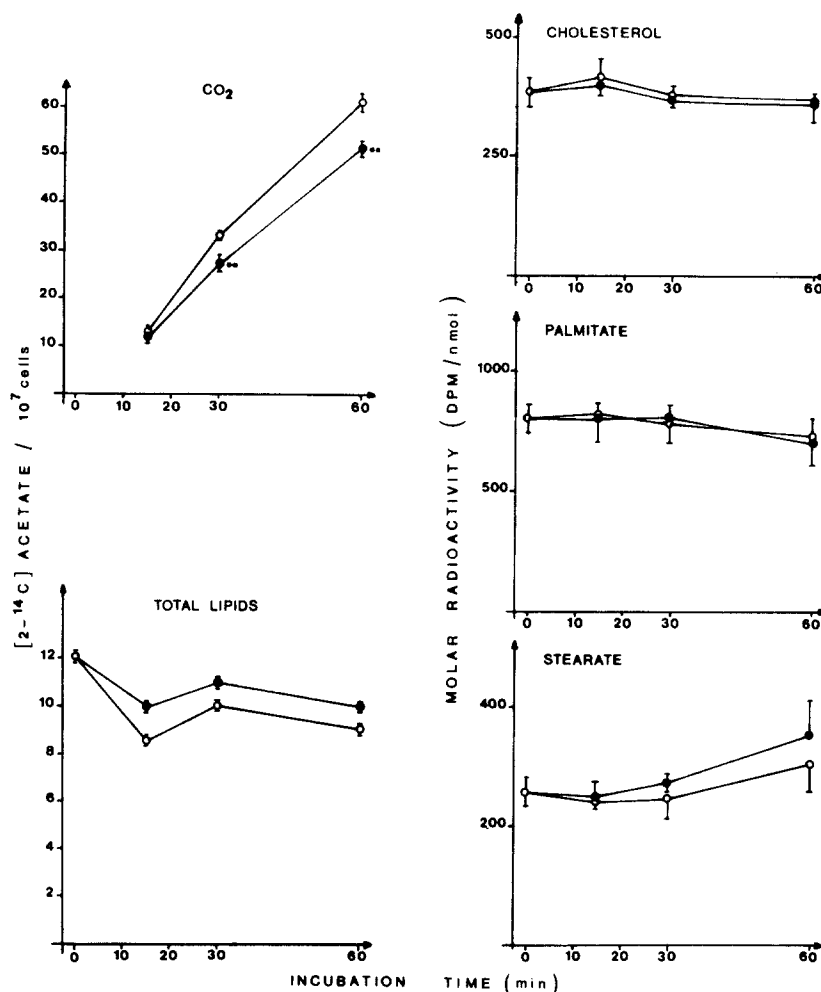 CO2
60
50
40
30
20
10
0 10 20 30 60
**
**
[2-14C] ACETATE / 10^7 cells
TOTAL LIPIDS
12
10
8
6
4
2
0 10 20 30 60
CHOLESTEROL
500
250
0 10 20 30 60
MOLAR RADIOACTIVITY (DPM/nmol)
PALMITATE
1000
500
0 10 20 30 60
STEARATE
400
200
0 10 20 30 60
INCUBATION TIME (min)